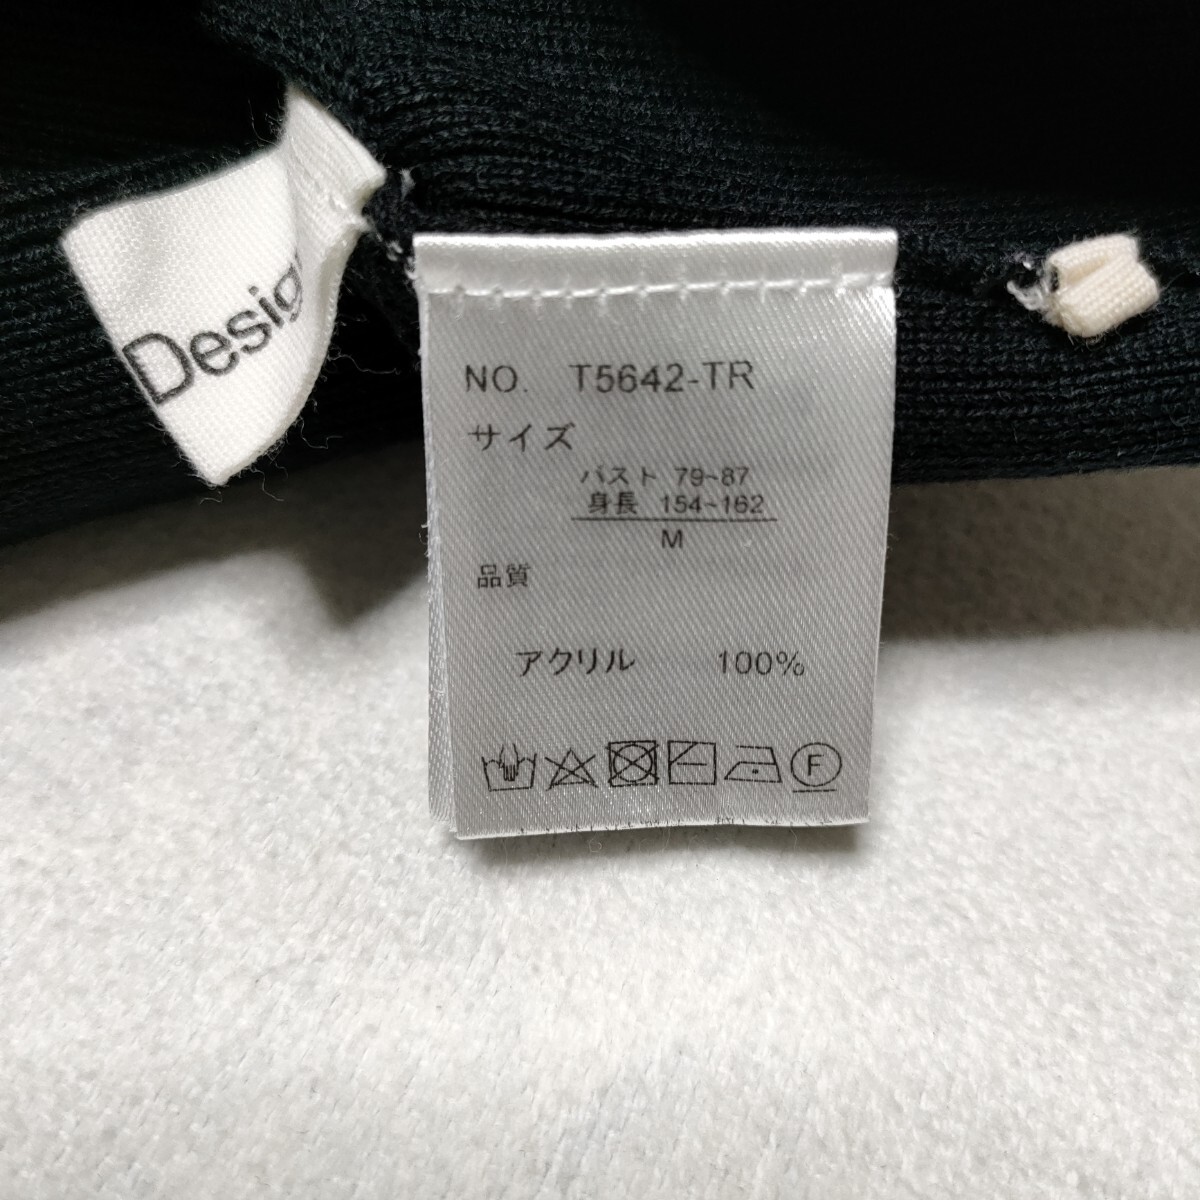 Desig
NO. T5642-TR
サイズ
バスト 79~87
身長 154~162
M
品質
アクリル 100%
F